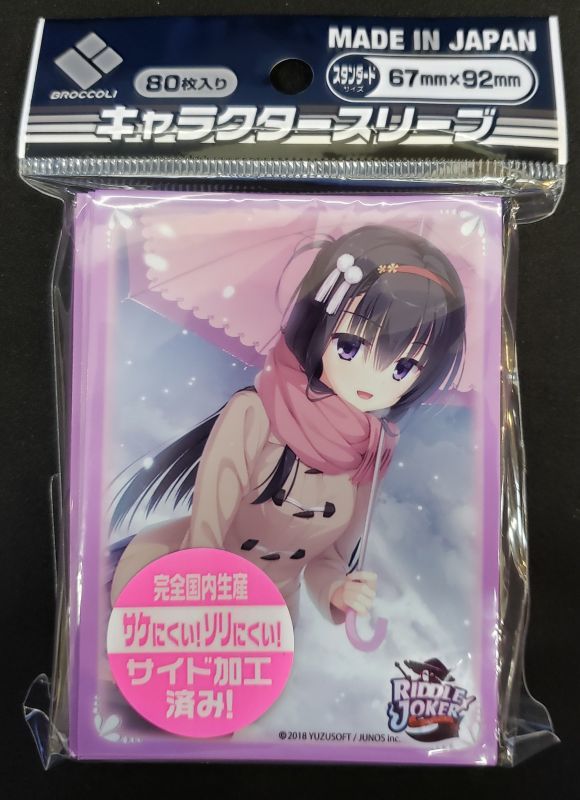 MADE IN JAPAN
BROCCOLI
80枚入り
スタンダード
サイズ
67mm×92mm
キャラクタースリーブ
完全国内生産
サケにくい!ソリにくい!
サイド加工
済み!
RIDDLE
JOKER
©2018 YUZUSOFT / JUNOS inc.